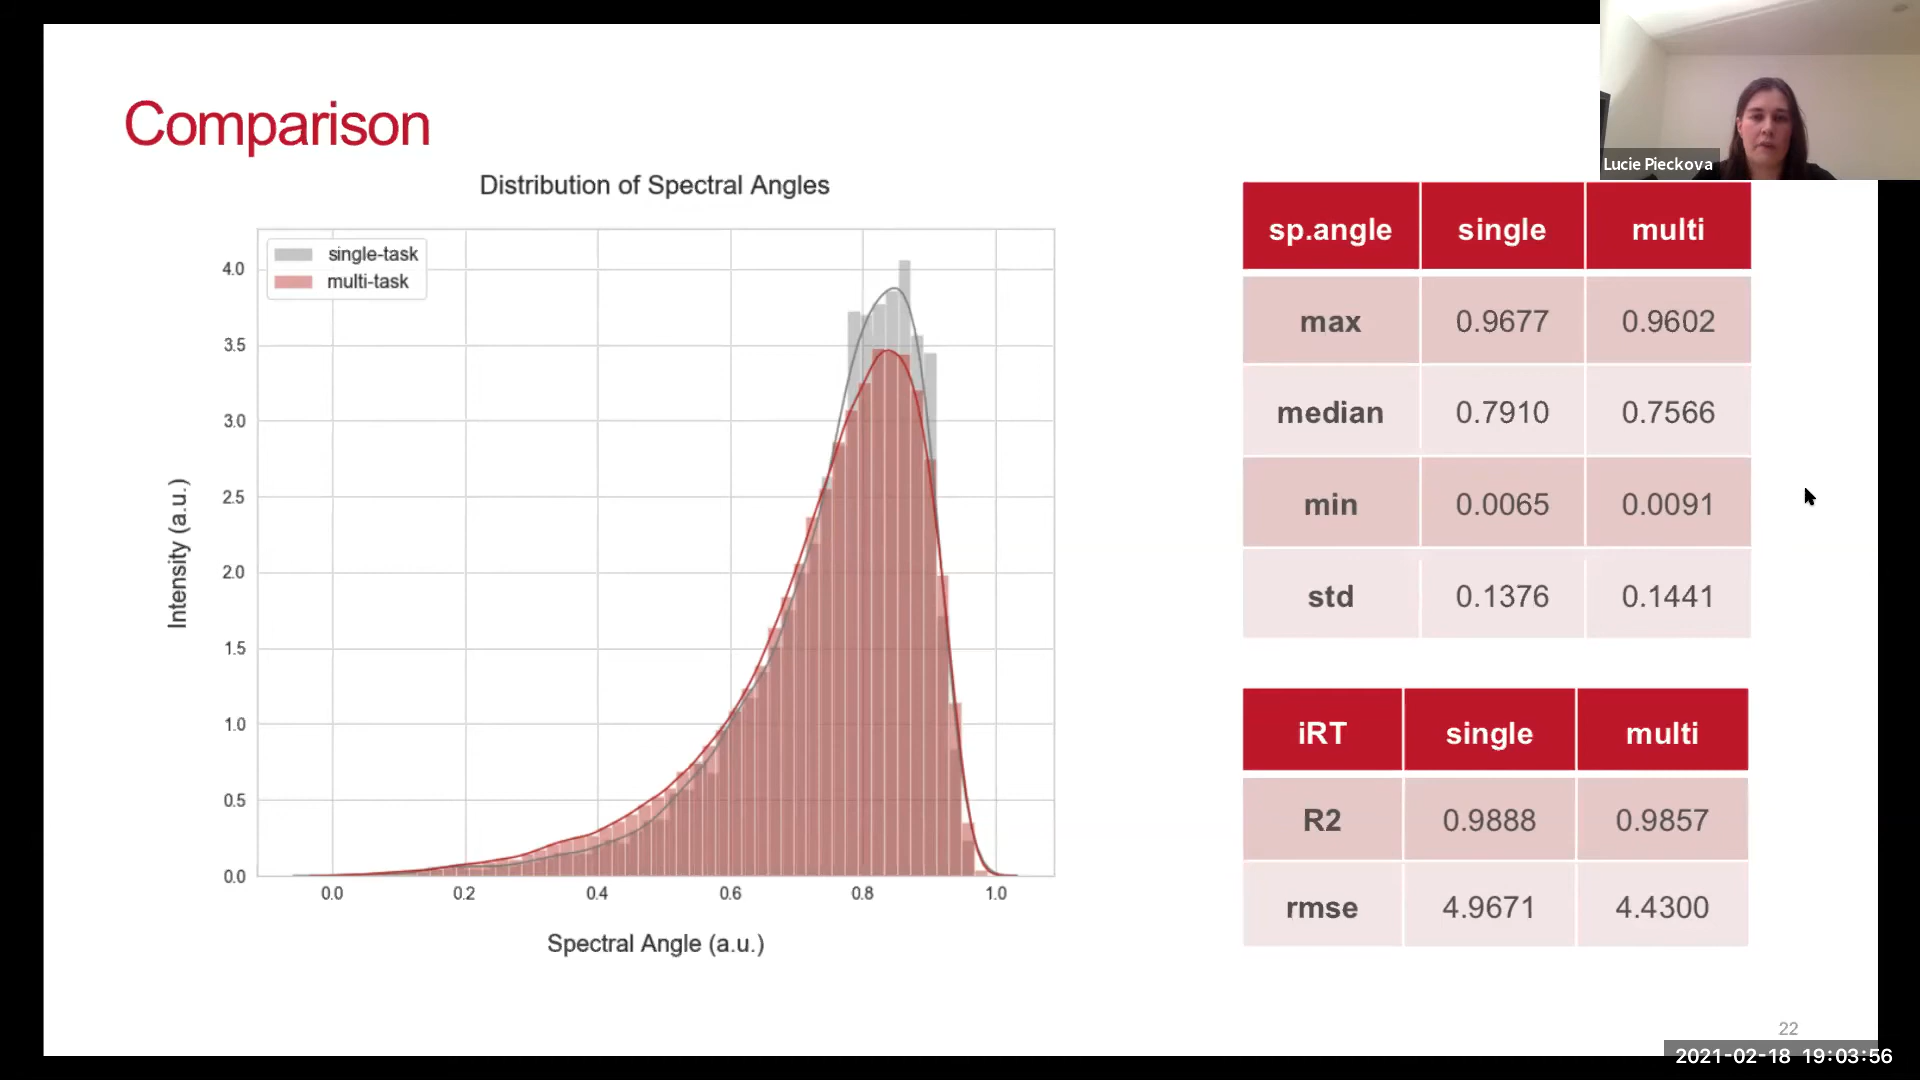 Comparison
Distribution of Spectral Angles
single-task
multi-task
4.0
3.5
3.0
2.5
2.0
1.5
1.0
0.5
0.0
Intensity (a.u.)
0.0 0.2 0.4 0.6 0.8 1.0
Spectral Angle (a.u.)
Lucie Pieckova
sp.angle single multi
max 0.9677 0.9602
median 0.7910 0.7566
min 0.0065 0.0091
std 0.1376 0.1441
iRT single multi
R2 0.9888 0.9857
rmse 4.9671 4.4300
22
2021-02-18 19:03:56